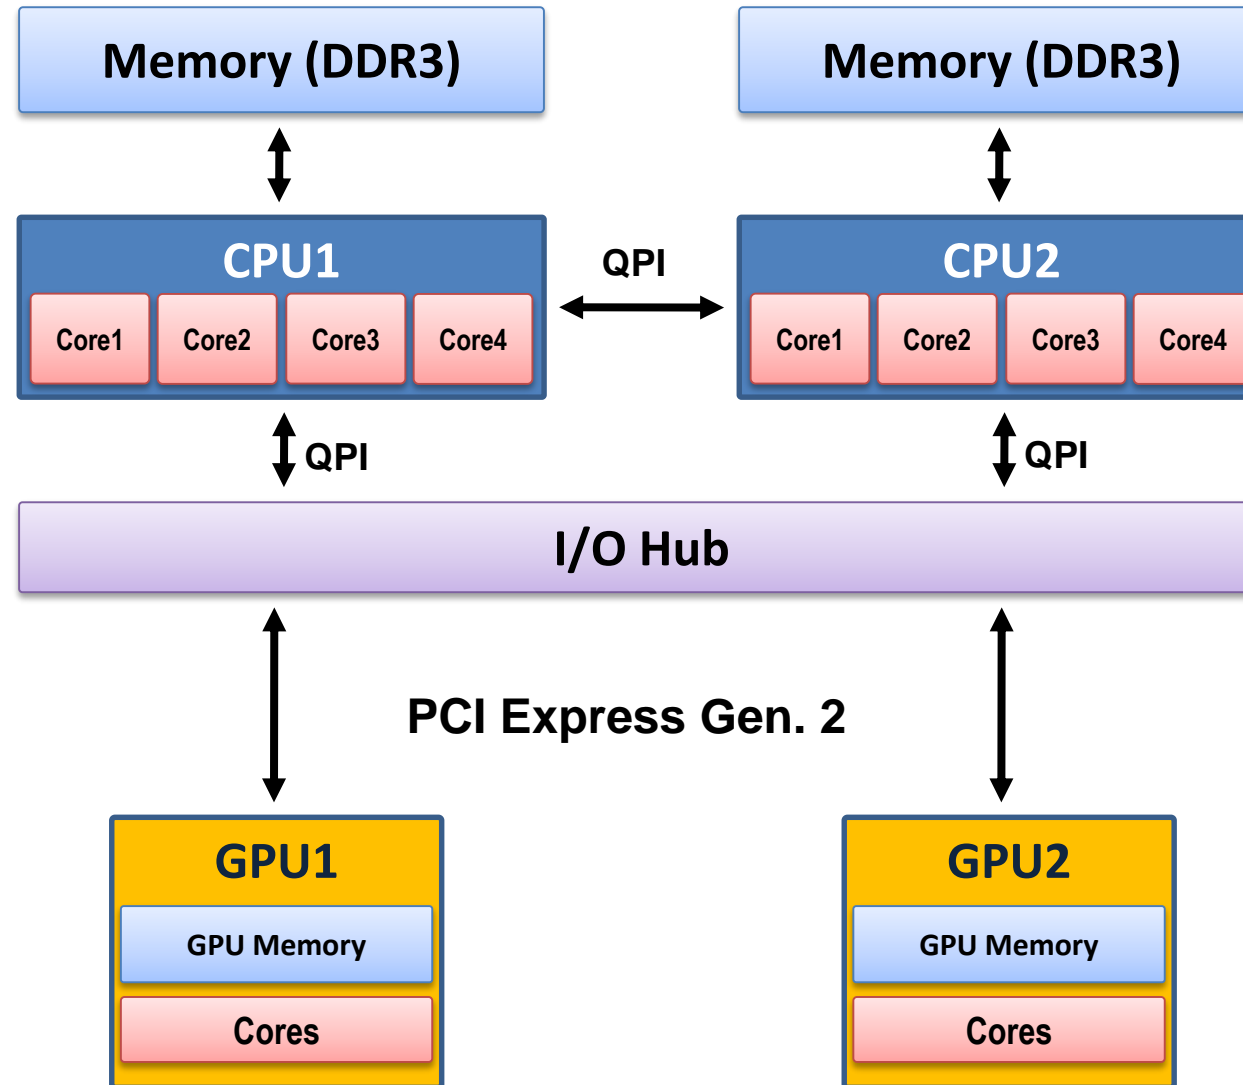 Memory (DDR3)
Memory (DDR3)
CPU1
Core1 Core2 Core3 Core4
QPI
CPU2
Core1 Core2 Core3 Core4
QPI
QPI
I/O Hub
PCI Express Gen. 2
GPU1
GPU Memory
Cores
GPU2
GPU Memory
Cores